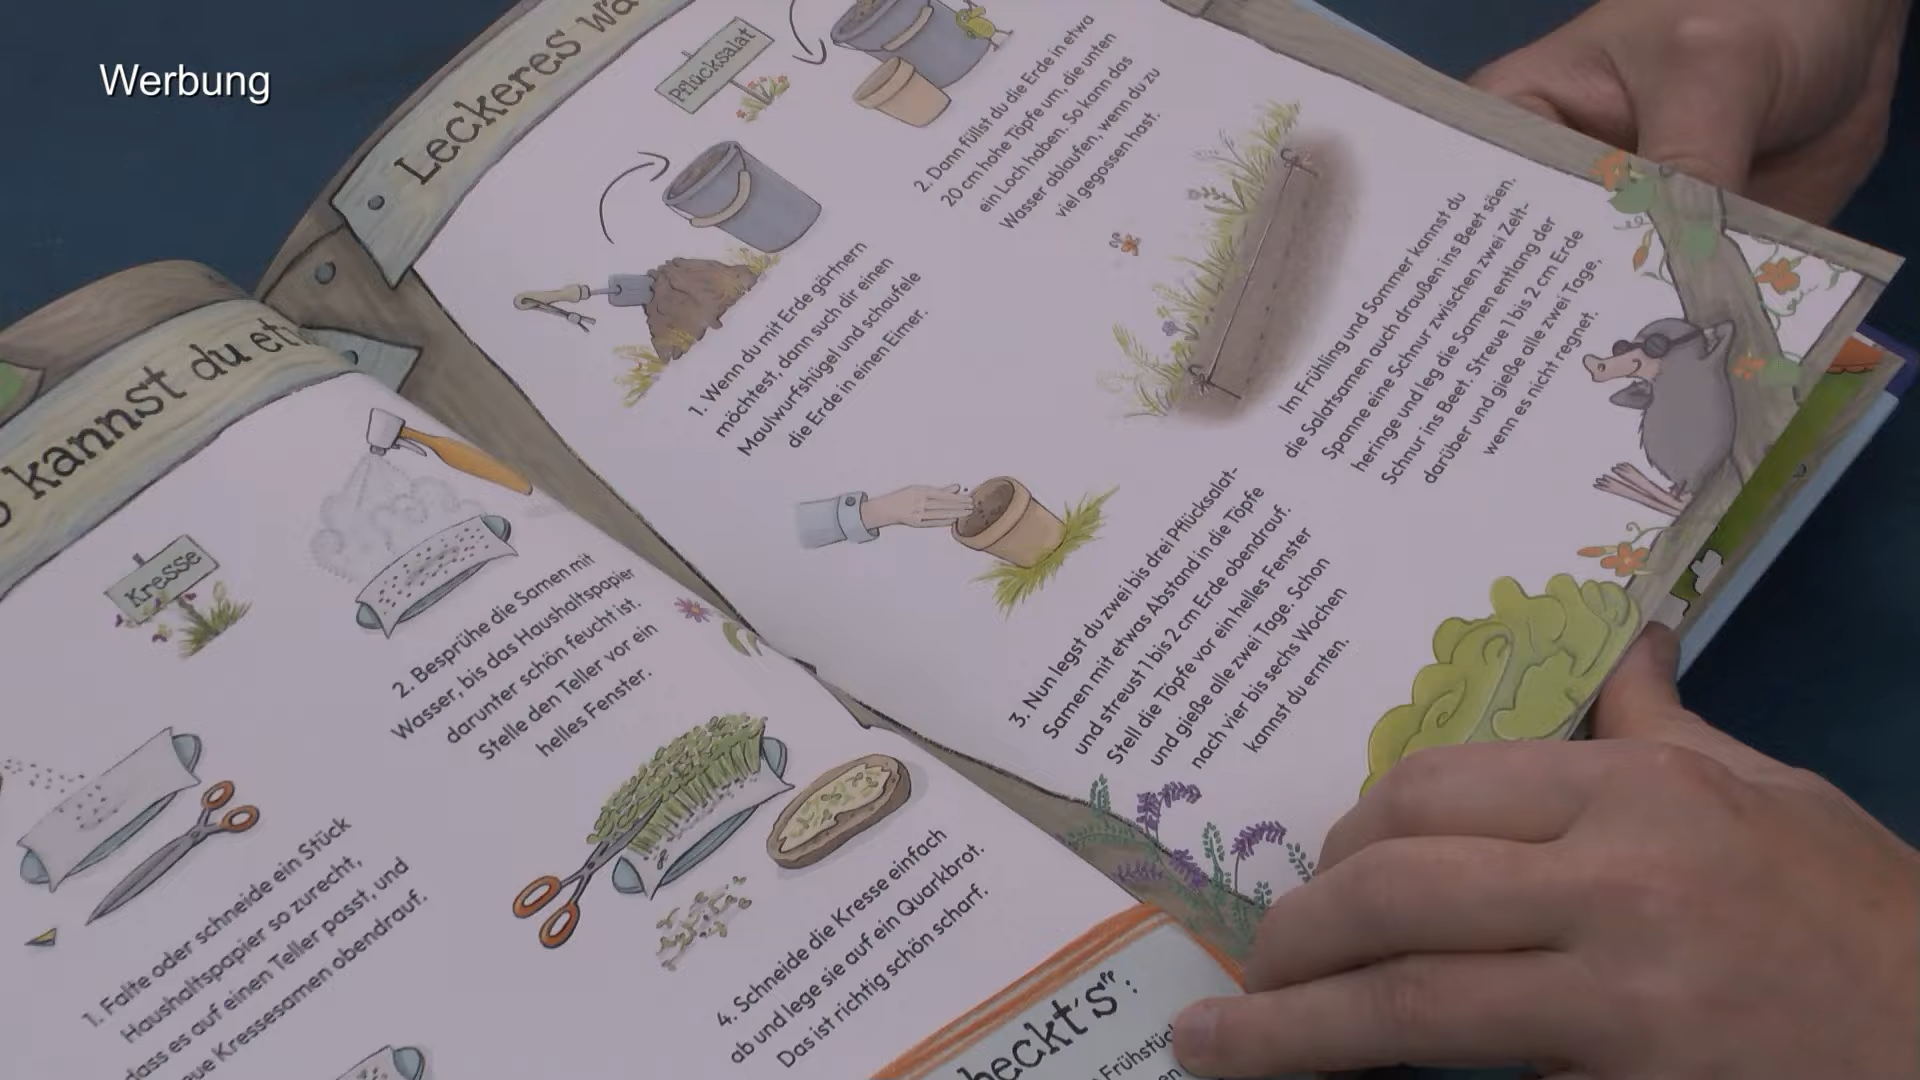 Werbung
kannst du
Kresse
1. Falte oder schneide ein Stück
Haushaltspapier so zurecht,
dass es auf einen Teller passt, und
Kressesamen obendrauf.
2. Besprühe die Samen mit
Wasser, bis das Haushaltspapier
darunter schön feucht ist.
Stelle den Teller vor ein
helles Fenster.
4. Schneide die Kresse einfach
ab und lege sie auf ein Quarkbrot.
Das ist richtig schön scharf.
Leckeres
Pflücksalat
1. Wenn du mit Erde gärtnern
möchtest, dann such dir einen
Maulwurfshügel und schaufele
die Erde in einen Eimer.
2. Dann füllst du die Erde in etwa
20 cm hohe Töpfe um, die unten
ein Loch haben. So kann das
Wasser ablaufen, wenn du zu
viel gegossen hast.
3. Nun legst du zwei bis drei Pflücksalat-
Samen mit etwas Abstand in die Töpfe
und streust 1 bis 2 cm Erde obendrauf.
Stell die Töpfe vor ein helles Fenster
und gieße alle zwei Tage. Schon
nach vier bis sechs Wochen
kannst du ernten.
Im Frühling und Sommer kannst du
die Salatsamen auch draußen ins Beet säen.
Spanne eine Schnur zwischen zwei Zelt-
heringe und leg die Samen entlang der
Schnur ins Beet. Streue 1 bis 2 cm Erde
darüber und gieße alle zwei Tage,
wenn es nicht regnet.